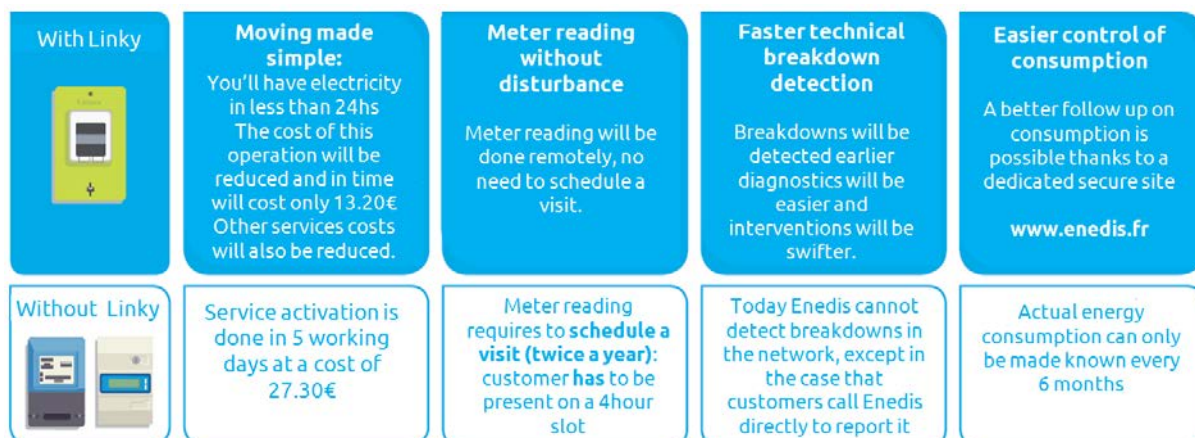 With Linky
Moving made
simple:
You'll have electricity
in less than 24hs
The cost of this
operation will be
reduced and in time
will cost only 13.20€
Other services costs
will also be reduced.
Meter reading
without
disturbance
Meter reading will be
done remotely, no
need to schedule a
visit.
Faster technical
breakdown
detection
Breakdowns will be
detected earlier
diagnostics will be
easier and
interventions will be
swifter.
Easier control of
consumption
A better follow up on
consumption is
possible thanks to a
dedicated secure site
www.enedis.fr
Without Linky
Service activation is
done in 5 working
days at a cost of
27.30€
Meter reading
requires to schedule a
visit (twice a year):
customer has to be
present on a 4hour
slot
Today Enedis cannot
detect breakdowns in
the network, except in
the case that
customers call Enedis
directly to report it
Actual energy
consumption can only
be made known every
6 months